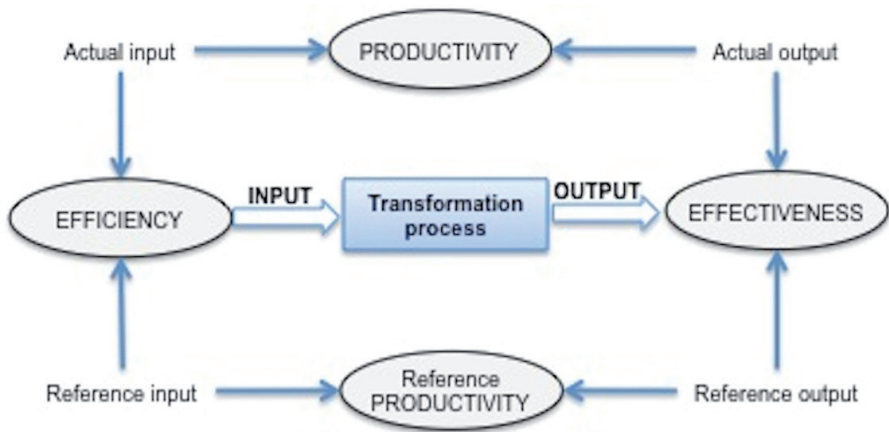 Actual input
PRODUCTIVITY
Actual output
EFFICIENCY
INPUT
Transformation
process
OUTPUT
EFFECTIVENESS
Reference input
Reference
PRODUCTIVITY
Reference output